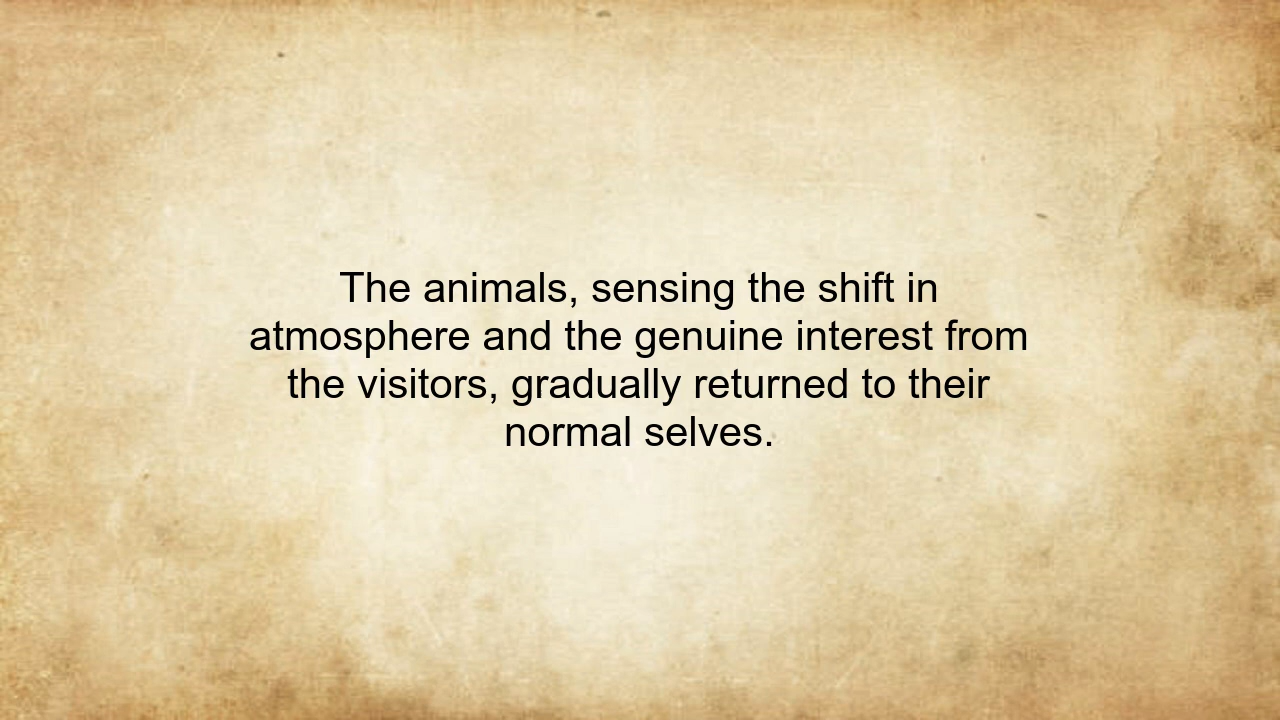 The animals, sensing the shift in
atmosphere and the genuine interest from
the visitors, gradually returned to their
normal selves.